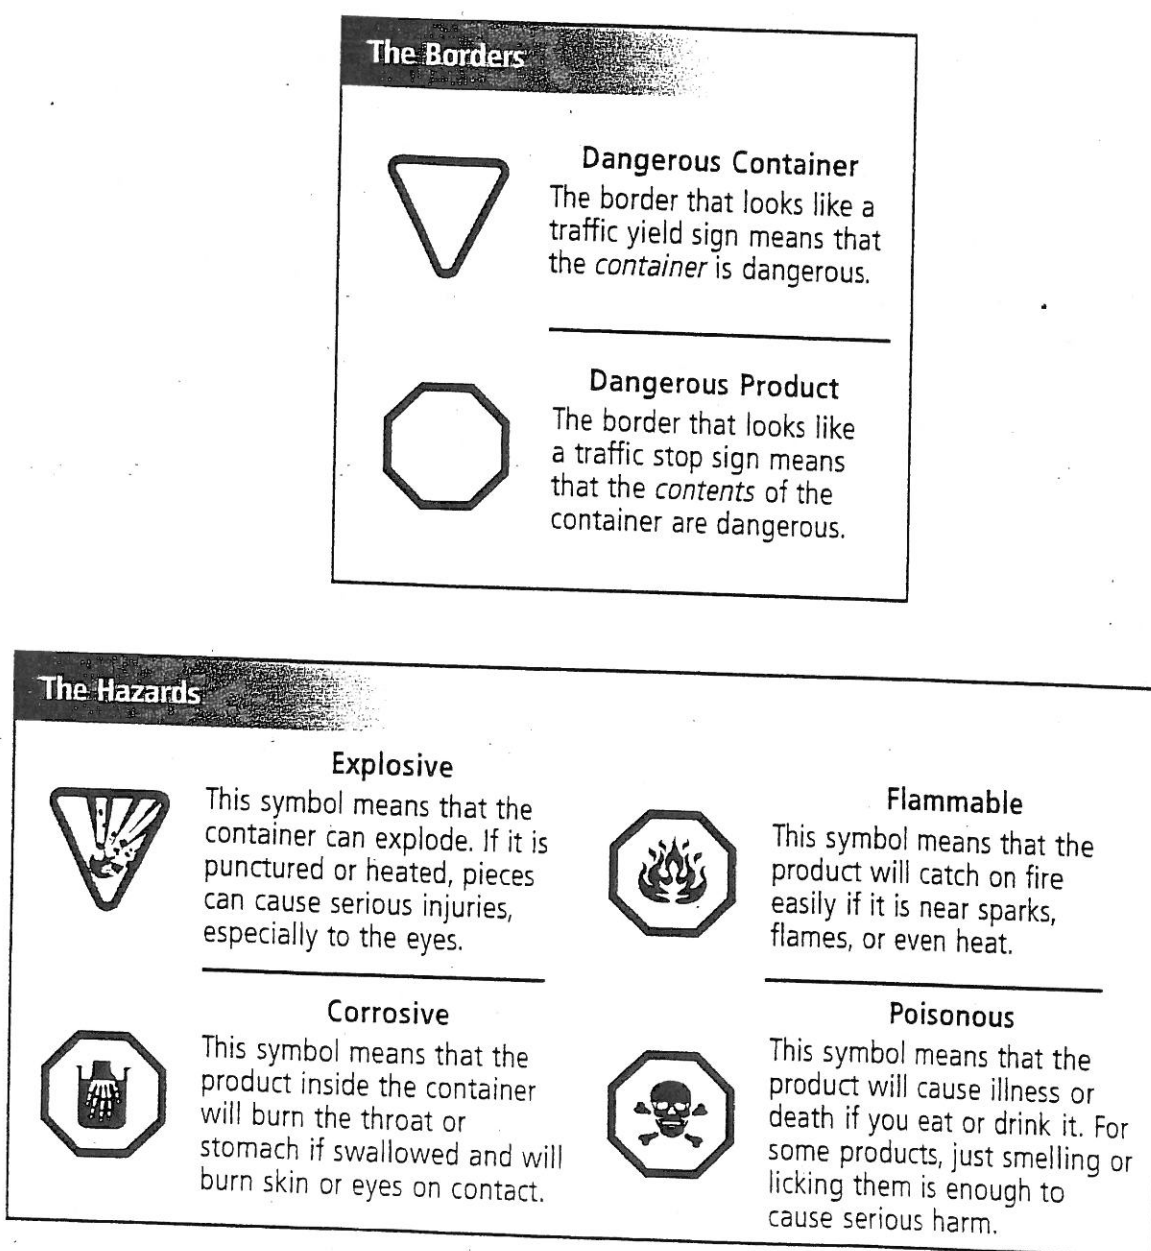 The Borders
Dangerous Container
The border that looks like a
traffic yield sign means that
the container is dangerous.
Dangerous Product
The border that looks like
a traffic stop sign means
that the contents of the
container are dangerous.
The Hazards
Explosive
This symbol means that the
container can explode. If it is
punctured or heated, pieces
can cause serious injuries,
especially to the eyes.
Flammable
This symbol means that the
product will catch on fire
easily if it is near sparks,
flames, or even heat.
Corrosive
This symbol means that the
product inside the container
will burn the throat or
stomach if swallowed and will
burn skin or eyes on contact.
Poisonous
This symbol means that the
product will cause illness or
death if you eat or drink it. For
some products, just smelling or
licking them is enough to
cause serious harm.